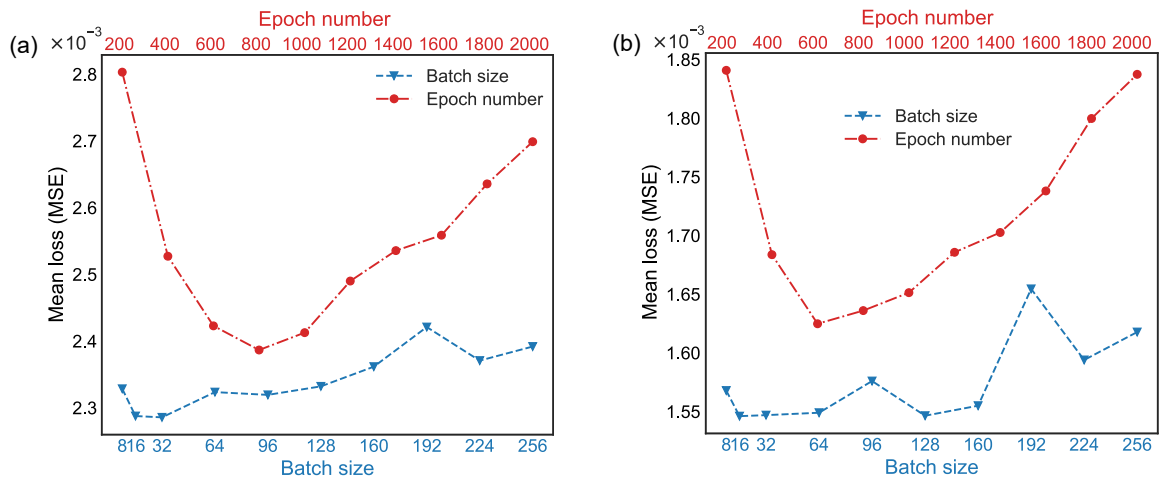 Epoch number
(a) ×10⁻³ 200 400 600 800 1000 1200 1400 1600 1800 2000
Batch size
Epoch number
2.8
2.7
2.6
2.5
2.4
2.3
Mean loss (MSE)
816 32 64 96 128 160 192 224 256
Batch size
Epoch number
(b) ×10⁻³ 200 400 600 800 1000 1200 1400 1600 1800 2000
Batch size
Epoch number
1.85
1.80
1.75
1.70
1.65
1.60
1.55
Mean loss (MSE)
816 32 64 96 128 160 192 224 256
Batch size